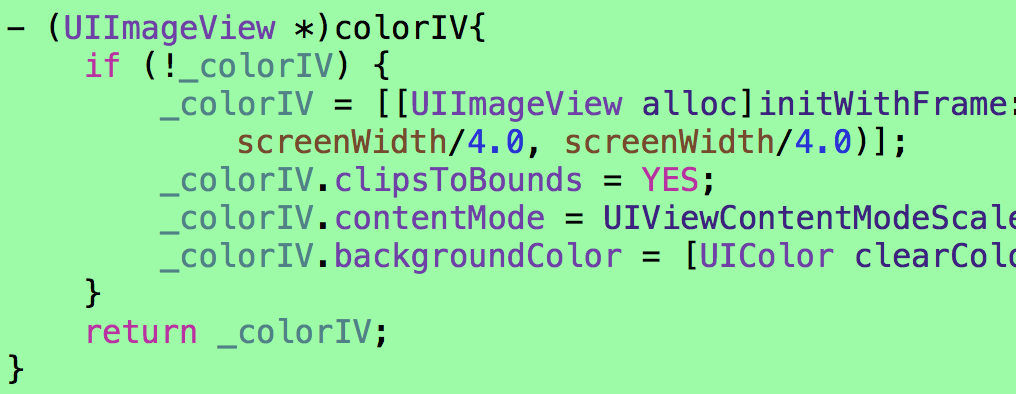 - (UIImageView *)colorIV{
if (!_colorIV) {
_colorIV = [[UIImageView alloc]initWithFrame:
screenWidth/4.0, screenWidth/4.0)];
_colorIV.clipsToBounds = YES;
_colorIV.contentMode = UIViewContentModeScale
_colorIV.backgroundColor = [UIColor clearColo
}
return _colorIV;
}